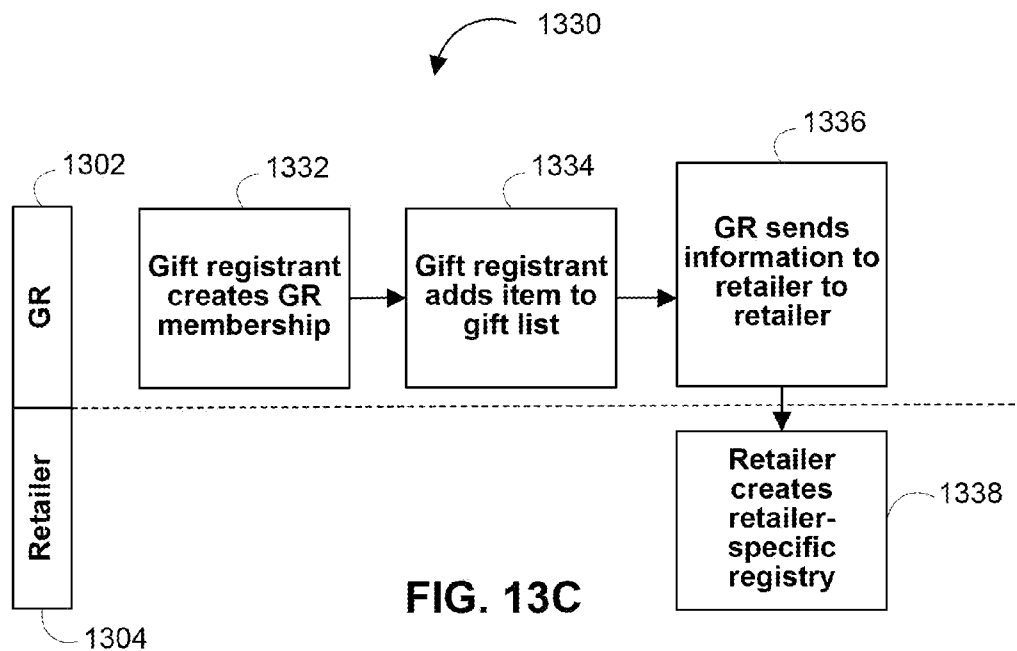 1330
1302
1332
1334
1336
GR
Gift registrant
creates GR
membership
Gift registrant
adds item to
gift list
GR sends
information to
retailer to
retailer
Retailer
Retailer
creates
retailer-
specific
registry
1338
FIG. 13C
1304